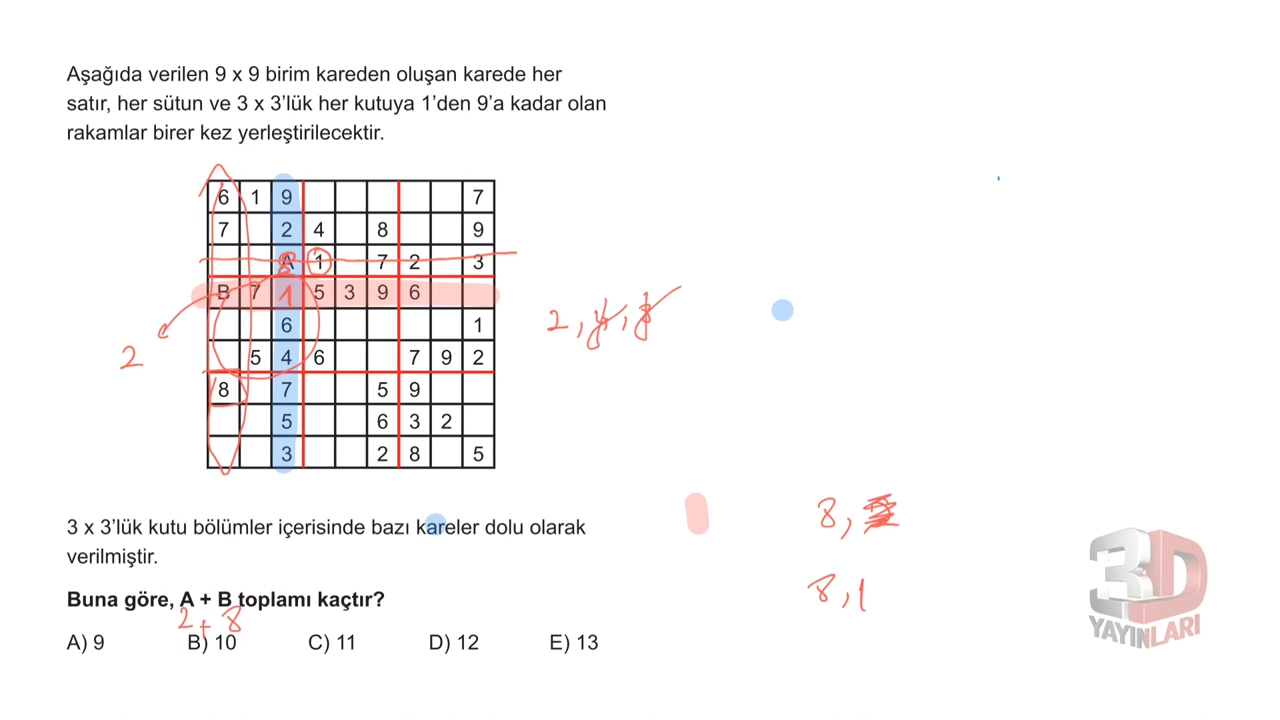 Aşağıda verilen 9 x 9 birim kareden oluşan karede her
satır, her sütun ve 3 x 3'lük her kutuya 1'den 9'a kadar olan
rakamlar birer kez yerleştirilecektir.
6 1 9 7
7 2 4 8 9
8 A 1 7 2 3
B 7 1 5 3 9 6
6 1
5 4 6 7 9 2
8 7 5 9
5 6 3 2
3 2 8 5
2
2, 4, 8
3 x 3'lük kutu bölümler içerisinde bazı kareler dolu olarak
verilmiştir.
8,
8, 1
Buna göre, A + B toplamı kaçtır?
2 + 8
A) 9 B) 10 C) 11 D) 12 E) 13
3D
YAYINLARI